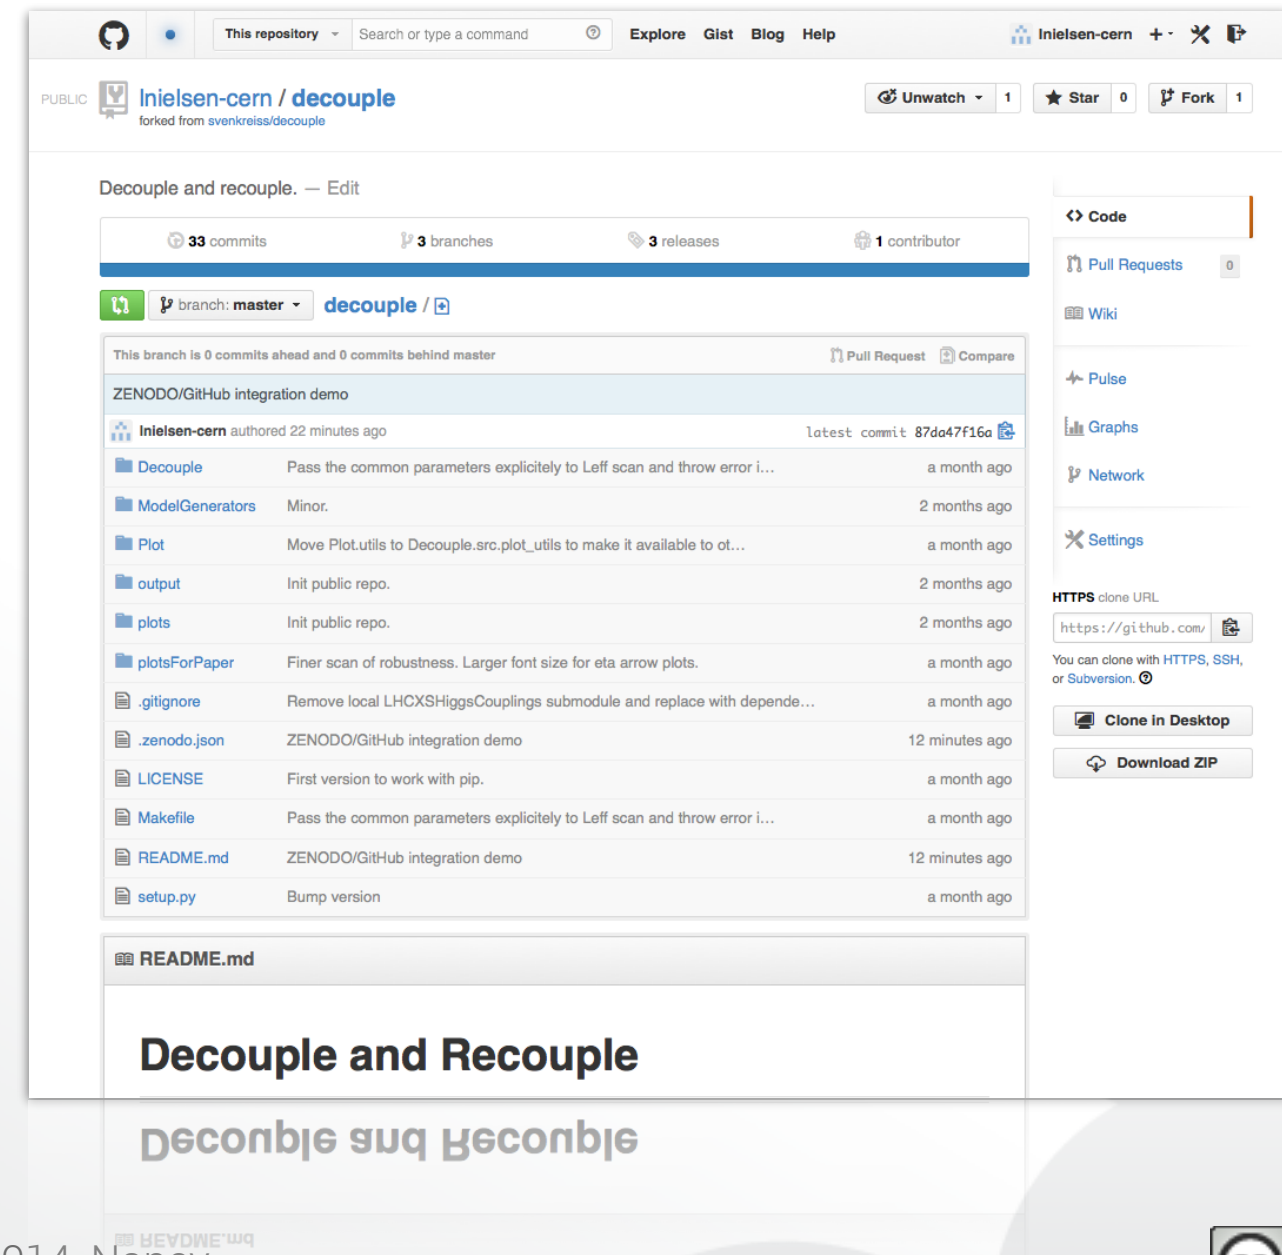 This repository Search or type a command Explore Gist Blog Help lnielsen-cern
PUBLIC lnielsen-cern / decouple Unwatch 1 Star 0 Fork 1
forked from svenkreiss/decouple
Decouple and recouple. — Edit
33 commits 3 branches 3 releases 1 contributor
branch: master decouple /
This branch is 0 commits ahead and 0 commits behind master Pull Request Compare
ZENODO/GitHub integration demo
lnielsen-cern authored 22 minutes ago latest commit 87da47f16a
Decouple Pass the common parameters explicitely to Leff scan and throw error i… a month ago
ModelGenerators Minor. 2 months ago
Plot Move Plot.utils to Decouple.src.plot_utils to make it available to ot… a month ago
output Init public repo. 2 months ago
plots Init public repo. 2 months ago
plotsForPaper Finer scan of robustness. Larger font size for eta arrow plots. a month ago
.gitignore Remove local LHCXSHiggsCouplings submodule and replace with depende… a month ago
.zenodo.json ZENODO/GitHub integration demo 12 minutes ago
LICENSE First version to work with pip. a month ago
Makefile Pass the common parameters explicitely to Leff scan and throw error i… a month ago
README.md ZENODO/GitHub integration demo 12 minutes ago
setup.py Bump version a month ago
Code
Pull Requests 0
Wiki
Pulse
Graphs
Network
Settings
HTTPS clone URL
https://github.com/
You can clone with HTTPS, SSH,
or Subversion.
Clone in Desktop
Download ZIP
README.md
Decouple and Recouple
Decouple and Recouple
README.md